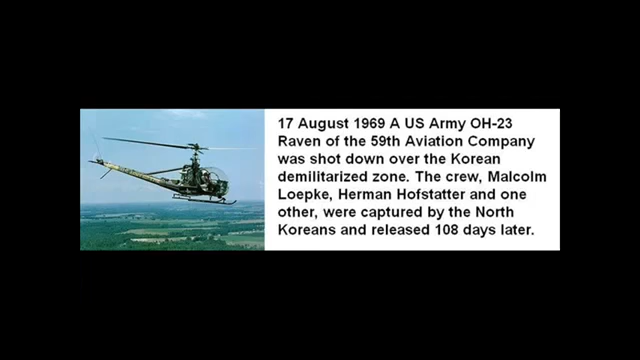 17 August 1969 A US Army OH-23
Raven of the 59th Aviation Company
was shot down over the Korean
demilitarized zone. The crew, Malcolm
Loepke, Herman Hofstatter and one
other, were captured by the North
Koreans and released 108 days later.